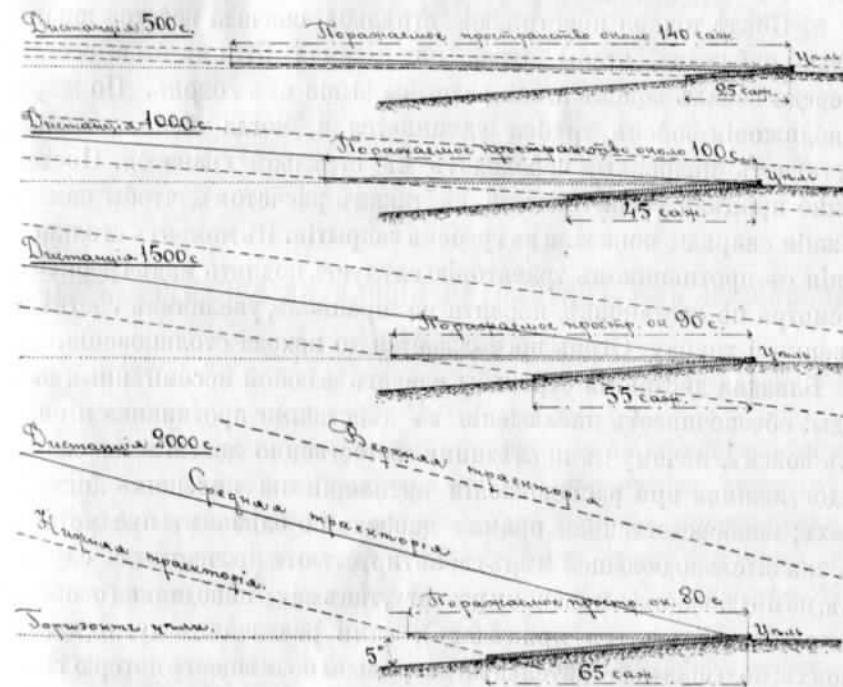 Дистанція 500 с.
Поражаемое пространство около 140 саж.
Цѣль
25 саж.
Дистанція 1000 с.
Поражаемое пространство около 100 с.
Цѣль
45 саж.
Дистанція 1500 с
Поражаемое простр. ок 90 с.
Цѣль
55 саж.
Дистанція 2000 с
Верхняя траекторія
Средняя траекторія
Нижняя траекторія
Поражаемое простр. ок 80
Горизонтъ цѣли
Цѣль
5°
65 саж.